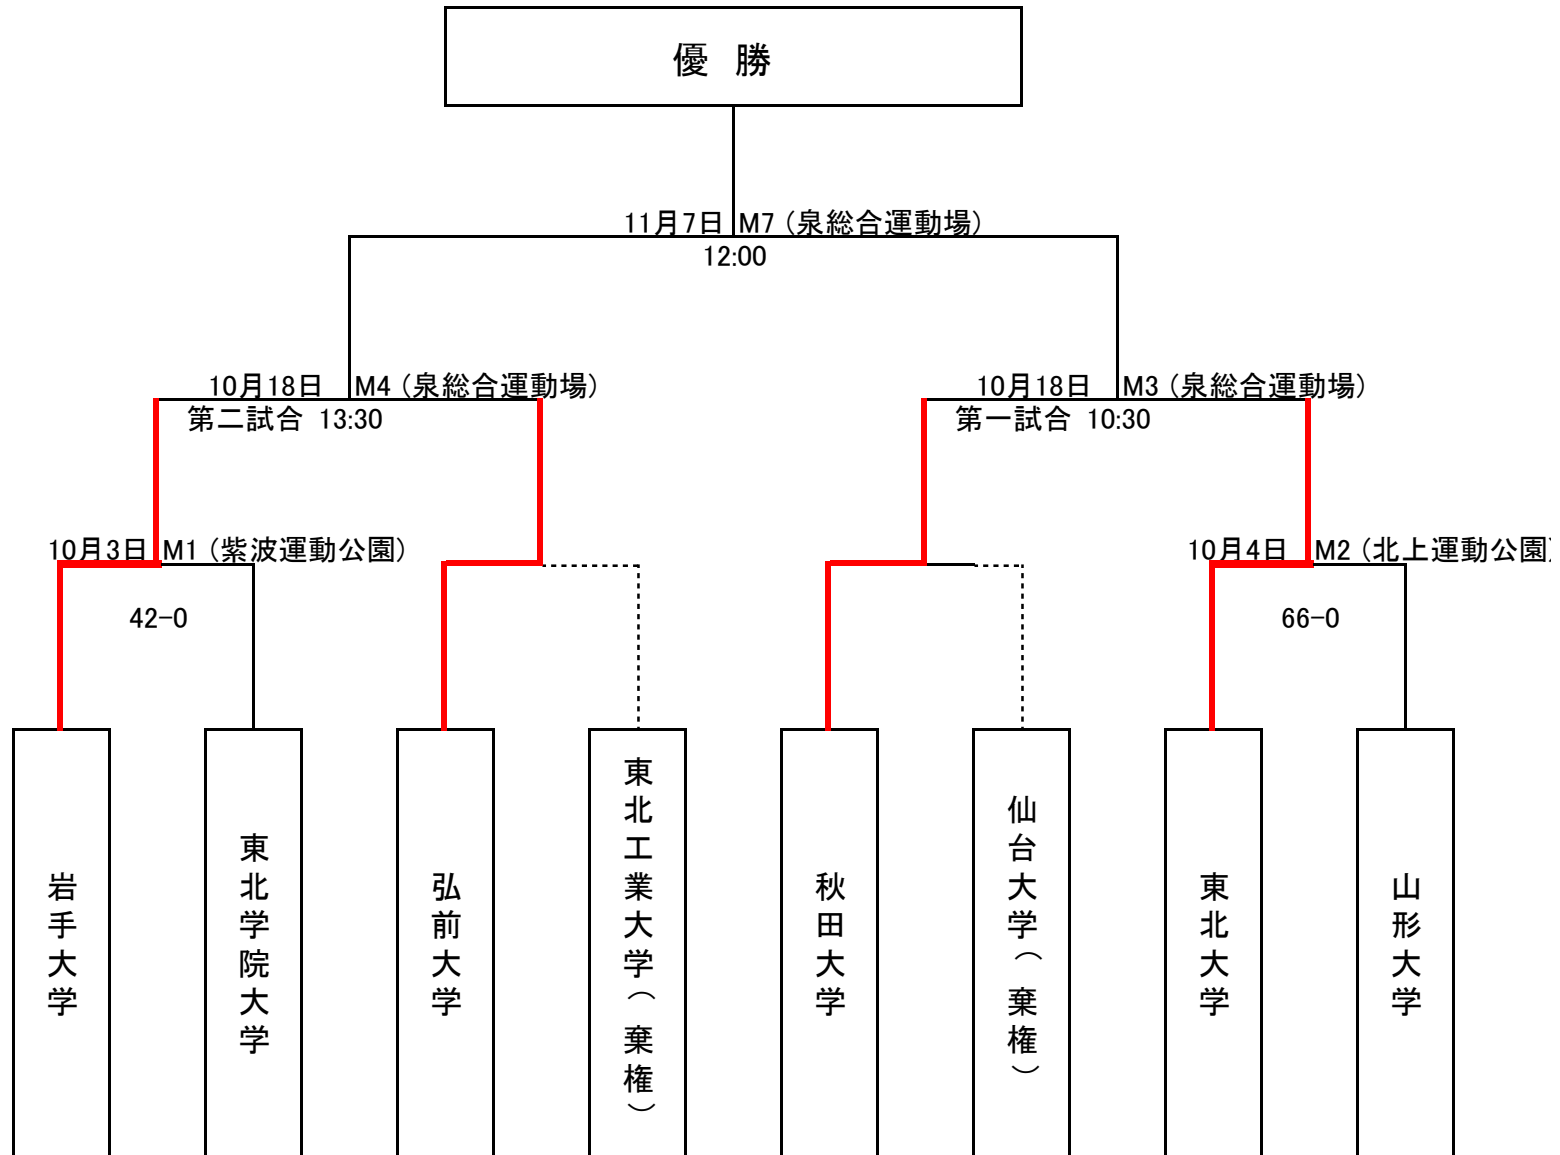 優 勝
11月7日 M7 (泉総合運動場)
12:00
10月18日 M4 (泉総合運動場)
第二試合 13:30
10月18日 M3 (泉総合運動場)
第一試合 10:30
10月3日 M1 (紫波運動公園)
42-0
10月4日 M2 (北上運動公園)
66-0
岩手大学
東北学院大学
弘前大学
東北工業大学(棄権)
秋田大学
仙台大学(棄権)
東北大学
山形大学